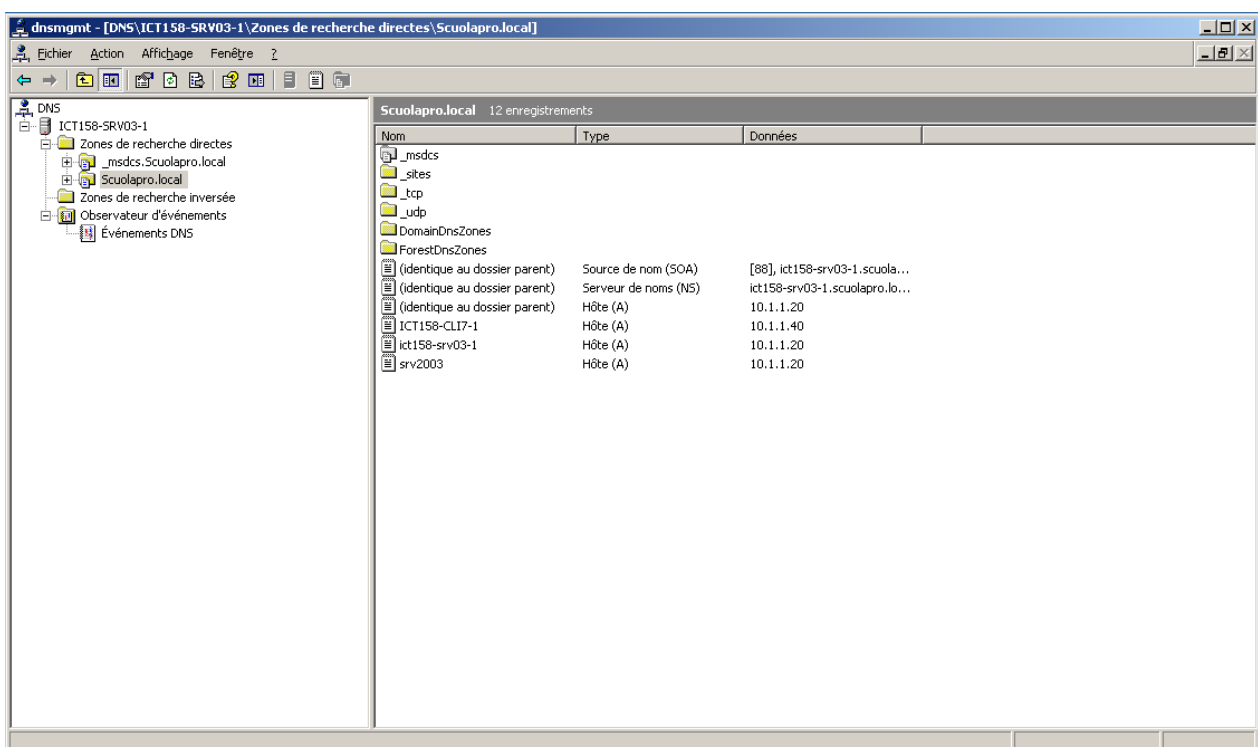 dnsmgmt - [DNS\ICT158-SRV03-1\Zones de recherche directes\Scuolapro.local]
Fichier Action Affichage Fenêtre ?
DNS
ICT158-SRV03-1
Zones de recherche directes
_msdcs.Scuolapro.local
Scuolapro.local
Zones de recherche inversée
Observateur d'événements
Événements DNS
Scuolapro.local 12 enregistrements
Nom Type Données
_msdcs
_sites
_tcp
_udp
DomainDnsZones
ForestDnsZones
(identique au dossier parent) Source de nom (SOA) [88], ict158-srv03-1.scuola...
(identique au dossier parent) Serveur de noms (NS) ict158-srv03-1.scuolapro.lo...
(identique au dossier parent) Hôte (A) 10.1.1.20
ICT158-CLI7-1 Hôte (A) 10.1.1.40
ict158-srv03-1 Hôte (A) 10.1.1.20
srv2003 Hôte (A) 10.1.1.20